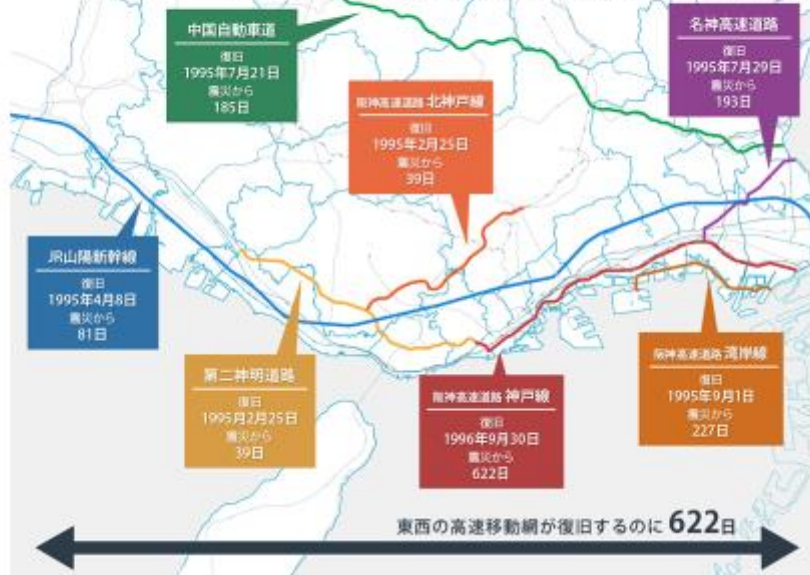 中国自動車道
復旧
1995年7月21日
震災から
185日
名神高速道路
復旧
1995年7月29日
震災から
193日
阪神高速道路 北神戸線
復旧
1995年2月25日
震災から
39日
JR山陽新幹線
復旧
1995年4月8日
震災から
81日
第二神明道路
復旧
1995月2月25日
震災から
39日
阪神高速道路 神戸線
復旧
1996年9月30日
震災から
622日
阪神高速道路 湾岸線
復旧
1995年9月1日
震災から
227日
東西の高速移動網が復旧するのに 622日